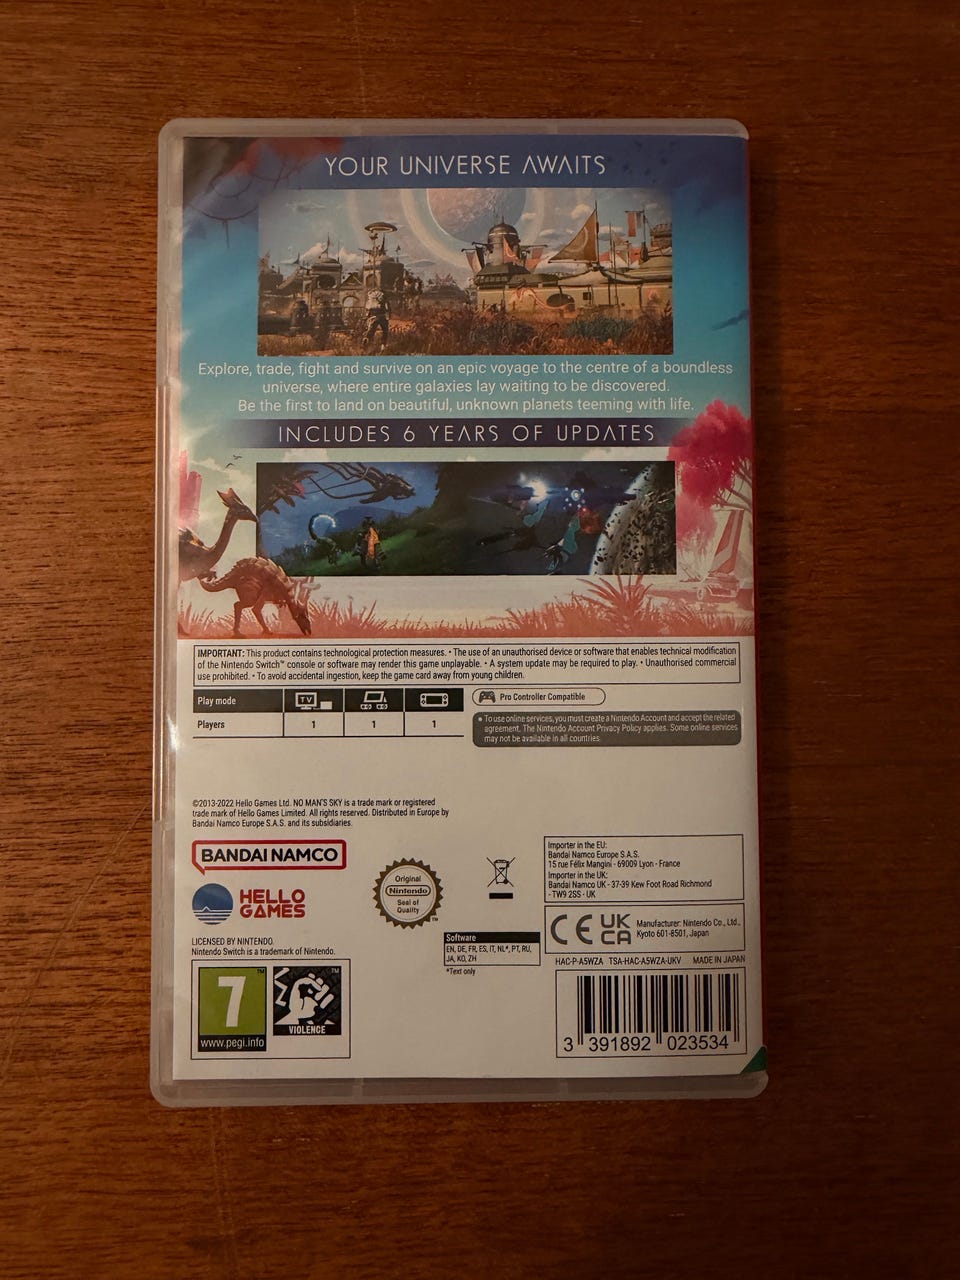 YOUR UNIVERSE AWAITS
Explore, trade, fight and survive on an epic voyage to the centre of a boundless
universe, where entire galaxies lay waiting to be discovered.
Be the first to land on beautiful, unknown planets teeming with life.
INCLUDES 6 YEARS OF UPDATES
IMPORTANT: This product contains technological protection measures. • The use of an unauthorised device or software that enables technical modification
of the Nintendo Switch™ console or software may render this game unplayable. • A system update may be required to play. • Unauthorised commercial
use prohibited. • To avoid accidental ingestion, keep the game card away from young children.
Play mode
TV
Players
1
1
1
Pro Controller Compatible
• To use online services, you must create a Nintendo Account and accept the related
agreement. The Nintendo Account Privacy Policy applies. Some online services
may not be available in all countries.
©2013-2022 Hello Games Ltd. NO MAN'S SKY is a trade mark or registered
trade mark of Hello Games Limited. All rights reserved. Distributed in Europe by
Bandai Namco Europe S.A.S. and its subsidiaries.
BANDAI NAMCO
HELLO
GAMES
LICENSED BY NINTENDO.
Nintendo Switch is a trademark of Nintendo.
Original
Nintendo
Seal of
Quality
TM
Importer in the EU:
Bandai Namco Europe S.A.S.
15 rue Félix Mangini - 69009 Lyon - France
Importer in the UK:
Bandai Namco UK - 37-39 Kew Foot Road Richmond
- TW9 2SS - UK
CE
UK
CA
Manufacturer: Nintendo Co., Ltd.,
Kyoto 601-8501, Japan
Software
EN, DE, FR, ES, IT, NL*, PT, RU,
JA, KO, ZH
*Text only
HAC-P-A5WZA TSA-HAC-A5WZA-UKV MADE IN JAPAN
7
TM
www.pegi.info
TM
VIOLENCE
3 391892 023534